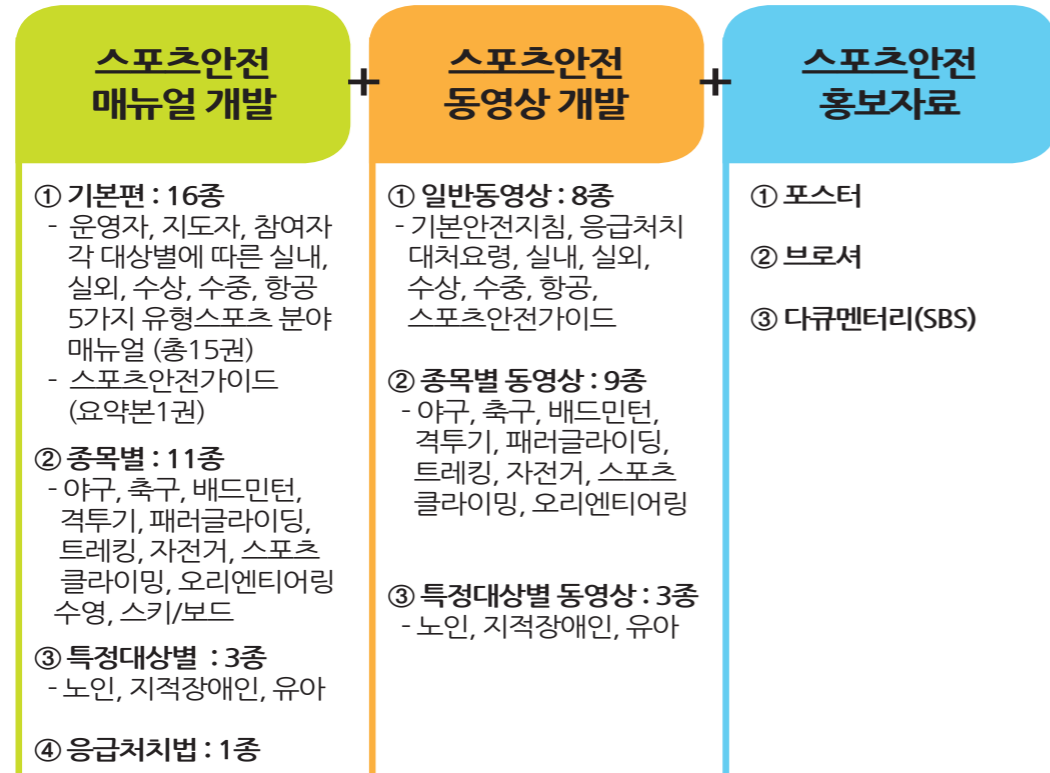 스포츠안전
매뉴얼 개발
① 기본편 : 16종
- 운영자, 지도자, 참여자
각 대상별에 따른 실내,
실외, 수상, 수중, 항공
5가지 유형스포츠 분야
매뉴얼 (총15권)
- 스포츠안전가이드
(요약본1권)
② 종목별 : 11종
- 야구, 축구, 배드민턴,
격투기, 패러글라이딩,
트레킹, 자전거, 스포츠
클라이밍, 오리엔티어링
수영, 스키/보드
③ 특정대상별 : 3종
- 노인, 지적장애인, 유아
④ 응급처치법 : 1종
+
스포츠안전
동영상 개발
① 일반동영상 : 8종
- 기본안전지침, 응급처치
대처요령, 실내, 실외,
수상, 수중, 항공,
스포츠안전가이드
② 종목별 동영상 : 9종
- 야구, 축구, 배드민턴,
격투기, 패러글라이딩,
트레킹, 자전거, 스포츠
클라이밍, 오리엔티어링
③ 특정대상별 동영상 : 3종
- 노인, 지적장애인, 유아
+
스포츠안전
홍보자료
① 포스터
② 브로셔
③ 다큐멘터리(SBS)